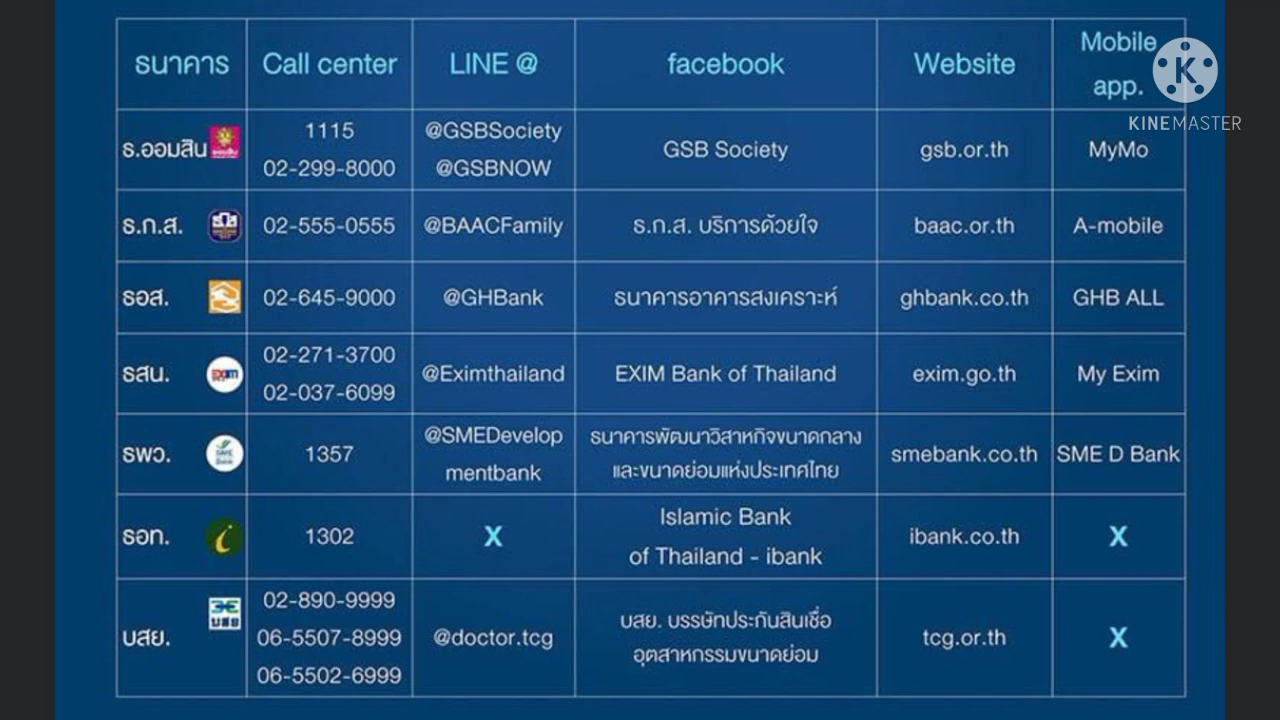 ธนาคาร Call center LINE @ facebook Website Mobile app.
KINEMASTER
ธ.ออมสิน 1115 @GSBSociety GSB Society gsb.or.th MyMo
02-299-8000 @GSBNOW
ธ.ก.ส. 02-555-0555 @BAACFamily ธ.ก.ส. บริการด้วยใจ baac.or.th A-mobile
ธอส. 02-645-9000 @GHBank ธนาคารอาคารสงเคราะห์ ghbank.co.th GHB ALL
ธสน. EXIM 02-271-3700 @Eximthailand EXIM Bank of Thailand exim.go.th My Exim
02-037-6099
ธพว. 1357 @SMEDevelop ธนาคารพัฒนาวิสาหกิจขนาดกลาง smebank.co.th SME D Bank
mentbank และขนาดย่อมแห่งประเทศไทย
ธอท. 1302 X Islamic Bank ibank.co.th X
of Thailand - ibank
บสย. บสย 02-890-9999 @doctor.tcg บสย. บรรษัทประกันสินเชื่อ tcg.or.th X
06-5507-8999 อุตสาหกรรมขนาดย่อม
06-5502-6999